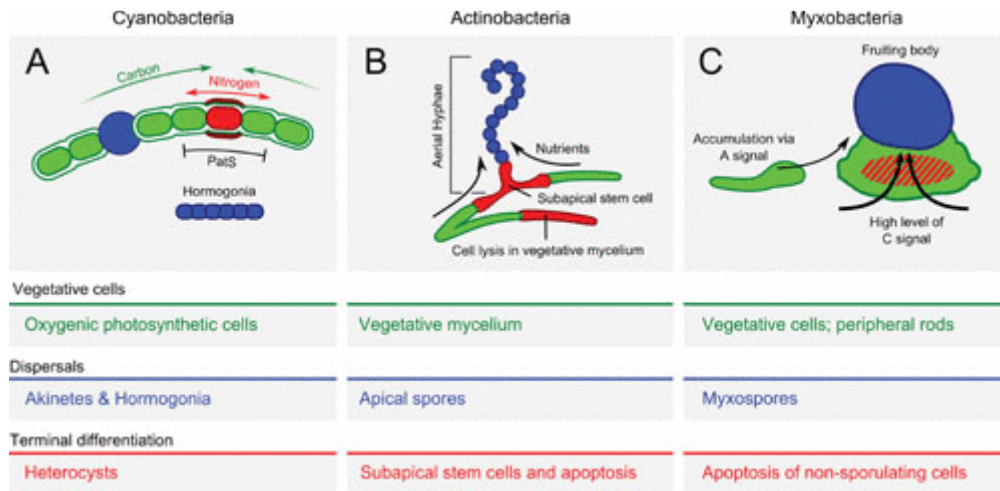 Cyanobacteria
Actinobacteria
Myxobacteria
A
Carbon
Nitrogen
PatS
Hormogonia
B
Aerial Hyphae
Nutrients
Subapical stem cell
Cell lysis in vegetative mycelium
C
Fruiting body
Accumulation via
A signal
High level of
C signal
Vegetative cells
Oxygenic photosynthetic cells
Vegetative mycelium
Vegetative cells; peripheral rods
Dispersals
Akinetes & Hormogonia
Apical spores
Myxospores
Terminal differentiation
Heterocysts
Subapical stem cells and apoptosis
Apoptosis of non-sporulating cells